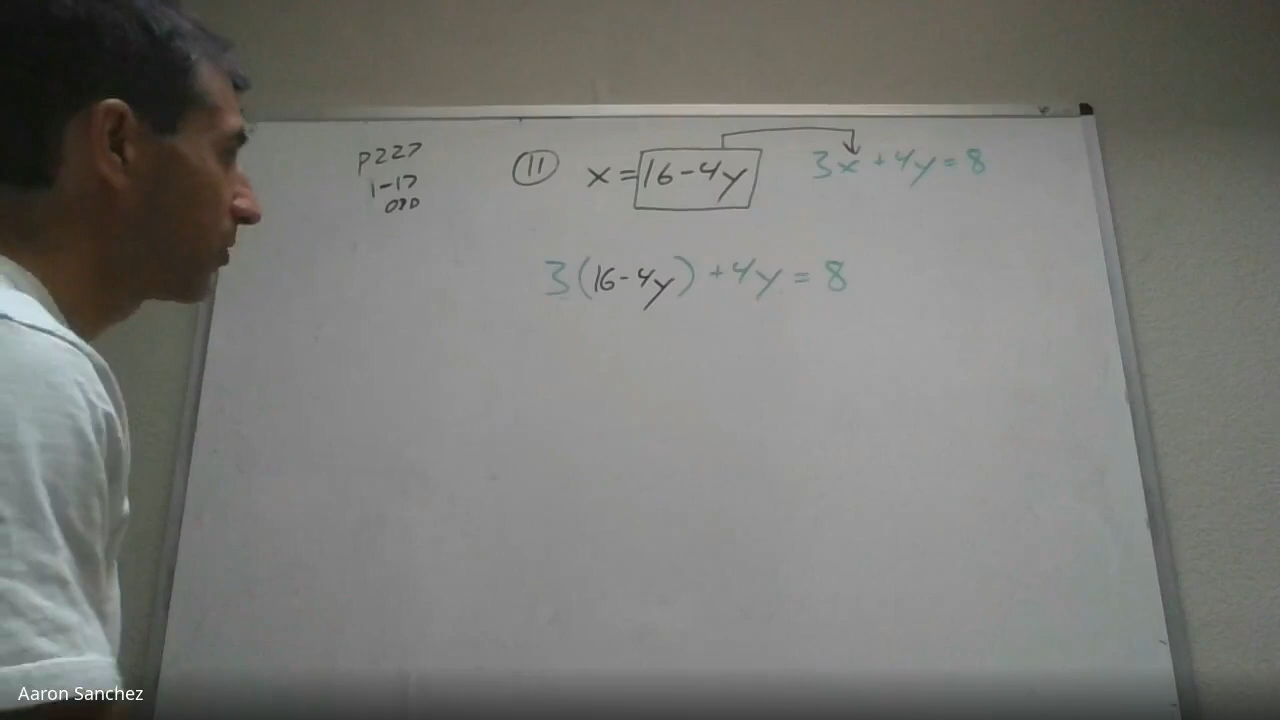 P227
1-17
ODD
11 x=16-4y 3x+4y=8
3(16-4y)+4y=8
Aaron Sanchez